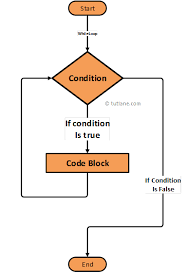 Start
While Loop
Condition
© tutlane.com
If condition
Is true
Code Block
If Condition
Is False
End